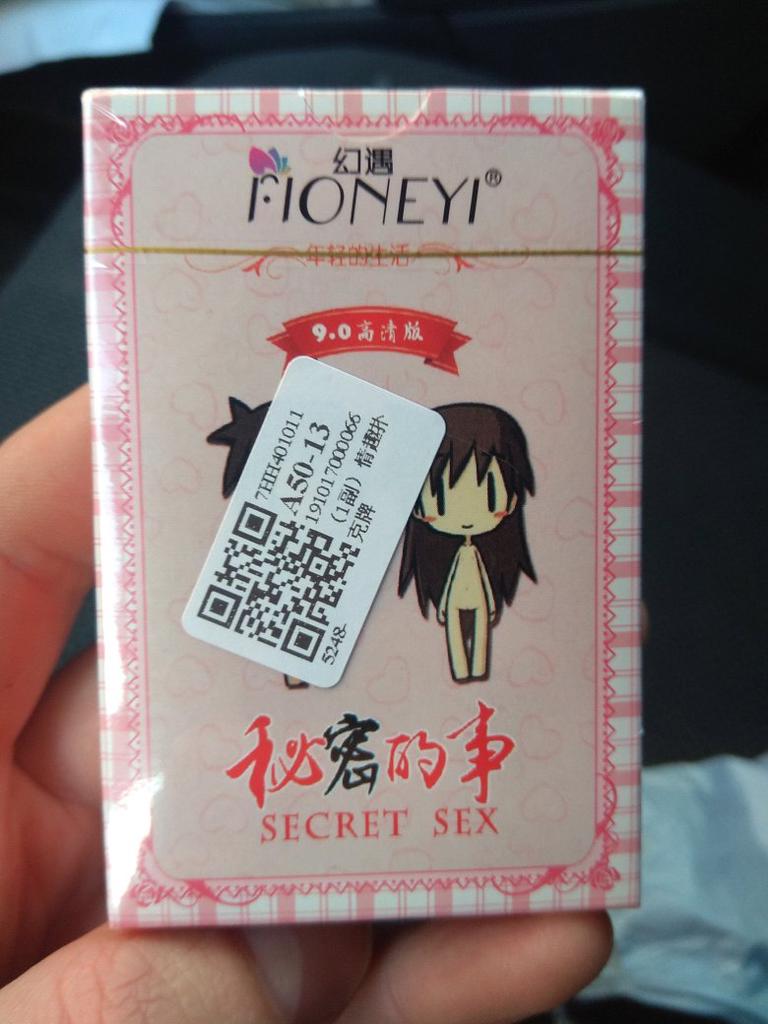 幻遇
FIONEYI®
年轻的生活
9.0高清版
7HH401011
A50-13
191017000066
(1副) 情趣扑
克牌
5248-
秘密的事
SECRET SEX